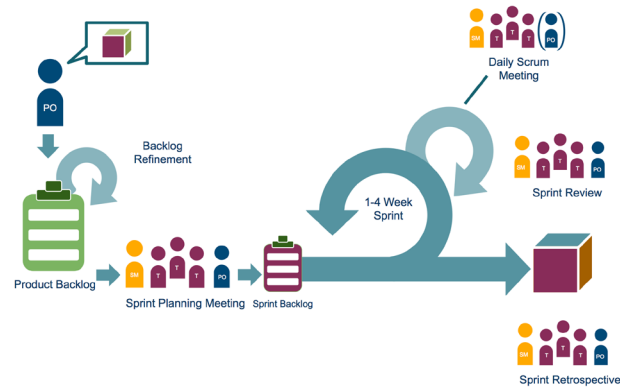 SM T T T PO
Daily Scrum
Meeting
PO
Backlog
Refinement
SM T T T PO
Sprint Review
1-4 Week
Sprint
Product Backlog
SM T T T PO
Sprint Planning Meeting
Sprint Backlog
SM T T T PO
Sprint Retrospective